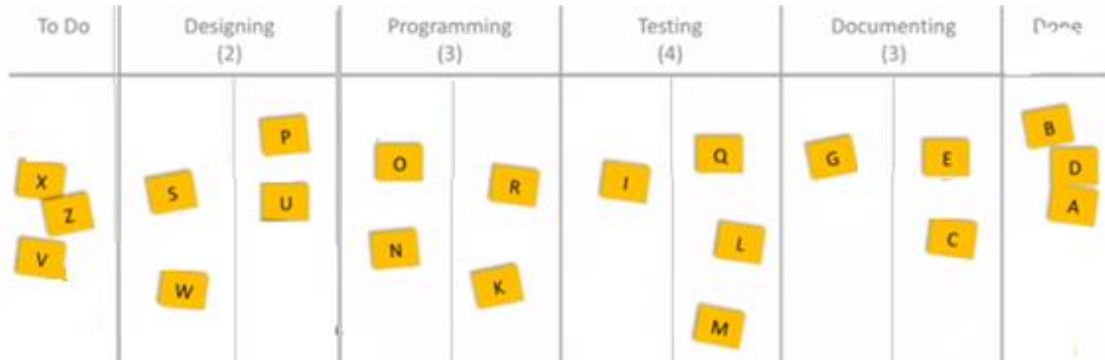 To Do Designing Programming Testing Documenting Done
(2) (3) (4) (3)
P
B
O
Q
G
E
D
X
S
I
R
U
Z
A
C
L
N
V
W
K
M